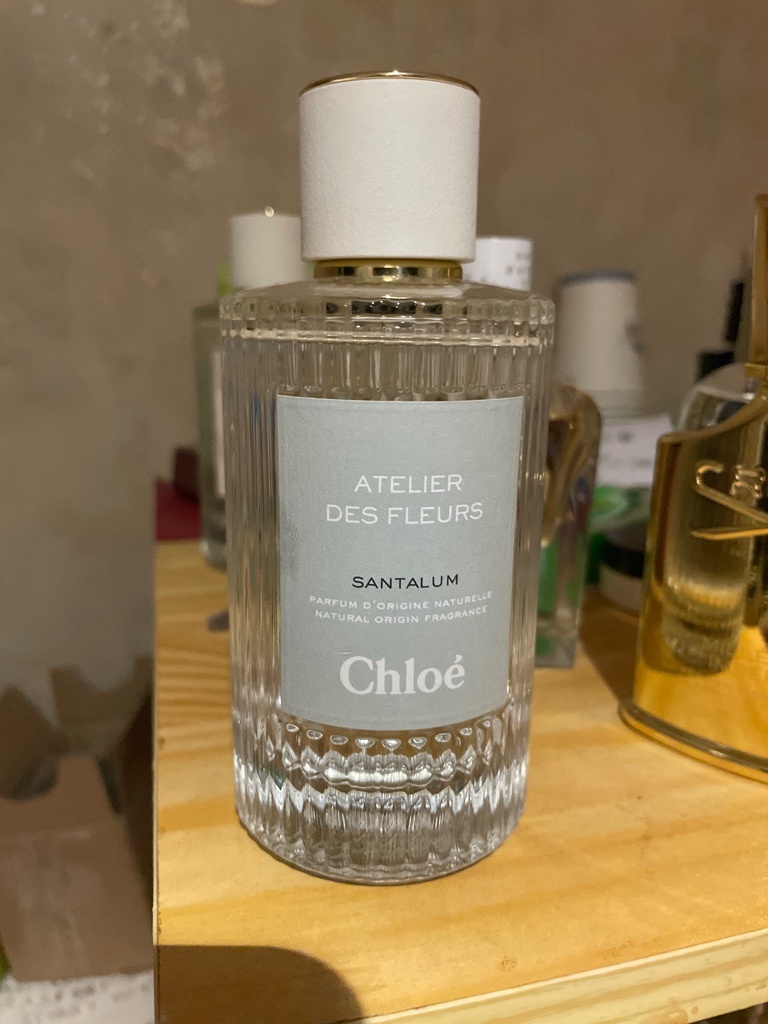 ATELIER
DES FLEURS
SANTALUM
PARFUM D'ORIGINE NATURELLE
NATURAL ORIGIN FRAGRANCE
Chloé